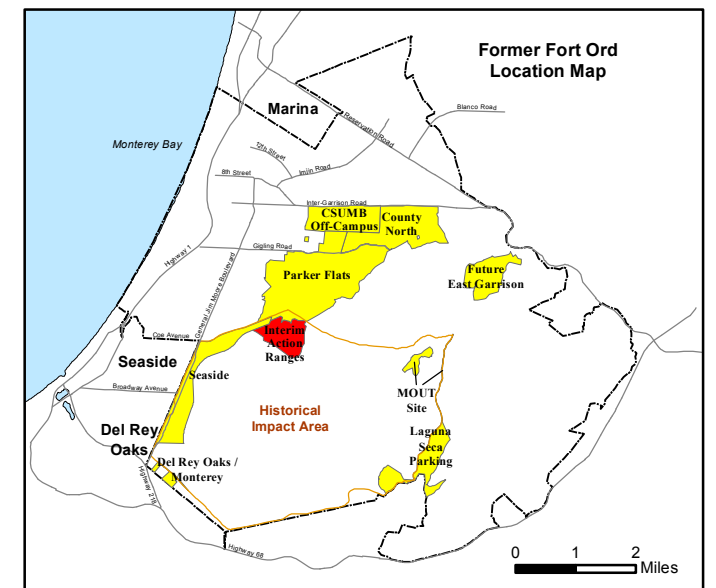 Former Fort Ord
Location Map
Marina
Blanco Road
Reservation Road
Monterey Bay
12th Street
Imjin Road
8th Street
Inter-Garrison Road
CSUMB
Off-Campus
County
North
Gigling Road
Highway 1
General Jim Moore Boulevard
Parker Flats
Future
East Garrison
Coe Avenue
Interim
Action
Ranges
Seaside
Seaside
Broadway Avenue
MOUT
Site
Historical
Impact Area
Del Rey
Oaks
Laguna
Seca
Parking
Del Rey Oaks /
Monterey
Highway 218
Highway 68
0 1 2
Miles